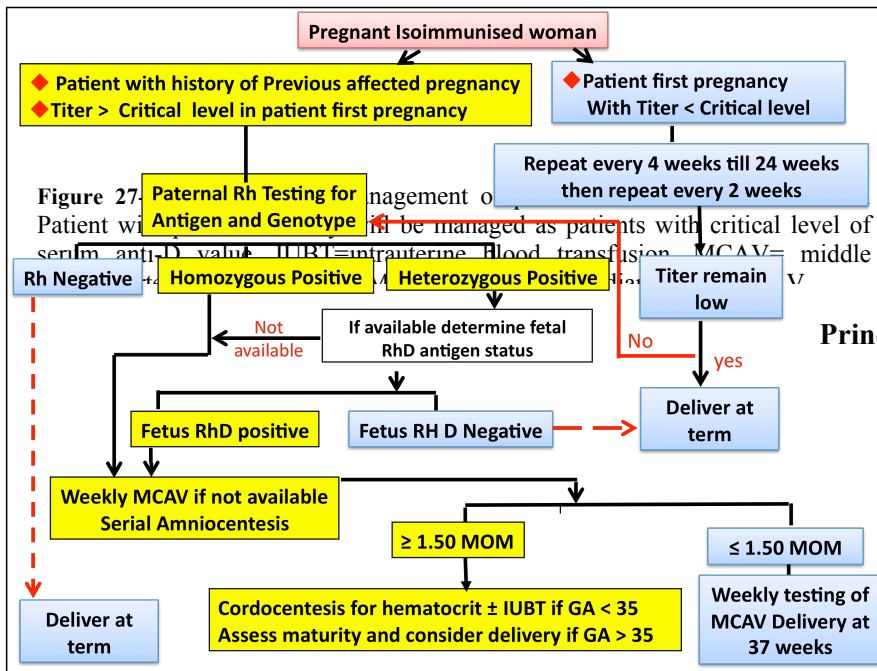 Pregnant Isoimmunised woman
Patient with history of Previous affected pregnancy
Titer > Critical level in patient first pregnancy
Patient first pregnancy
With Titer < Critical level
Repeat every 4 weeks till 24 weeks
then repeat every 2 weeks
Figure 27-
Paternal Rh Testing for
Antigen and Genotype
Patient
be managed as patients with critical level of
serum anti-D value. IUBT=intrauterine blood transfusion, MCAV= middle
Rh Negative
Homozygous Positive
Heterozygous Positive
Titer remain
low
Not
available
If available determine fetal
RhD antigen status
No
yes
Prin
Fetus RhD positive
Fetus RH D Negative
Deliver at
term
Weekly MCAV if not available
Serial Amniocentesis
≥ 1.50 MOM
≤ 1.50 MOM
Deliver at
term
Cordocentesis for hematocrit ± IUBT if GA < 35
Assess maturity and consider delivery if GA > 35
Weekly testing of
MCAV Delivery at
37 weeks